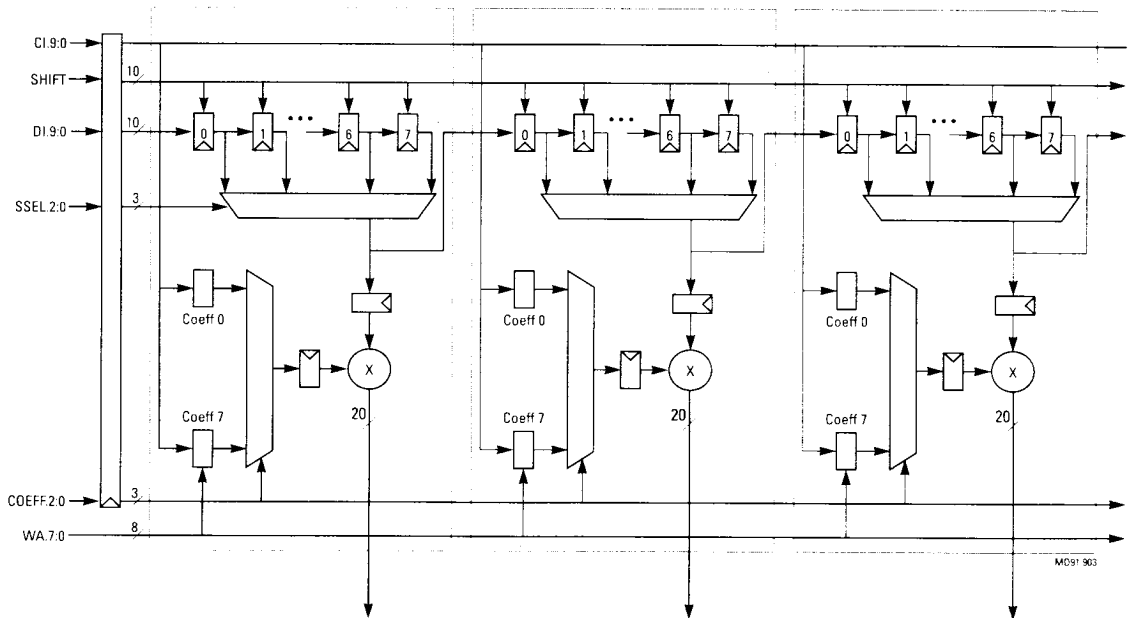 CI.9:0
SHIFT
10
DI.9:0
10
0 1 ••• 6 7
0 1 ••• 6 7
0 1 ••• 6 7
SSEL.2:0
3
Coeff 0
Coeff 0
Coeff 0
X
X
X
Coeff 7
20
Coeff 7
20
Coeff 7
20
COEFF.2:0
3
WA.7:0
8
MD91 903